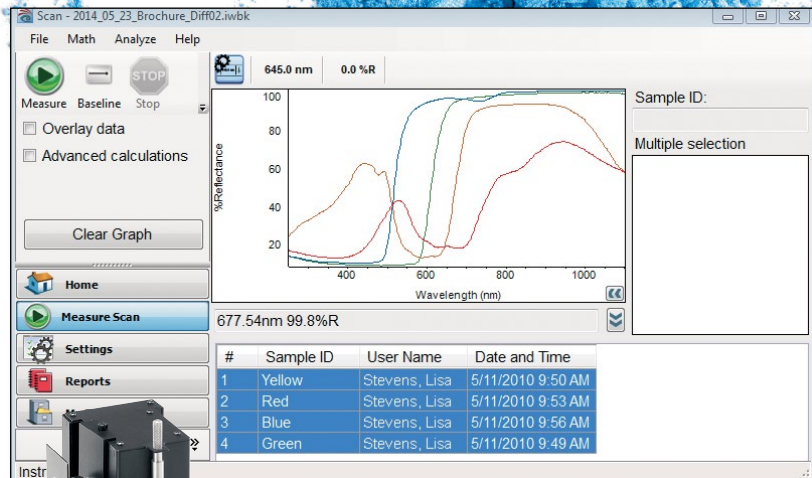 Scan - 2014_05_23_Brochure_Diff02.iwbk
File Math Analyze Help
645.0 nm 0.0 %R
Measure Baseline STOP Stop
Overlay data
Advanced calculations
Clear Graph
Home
Measure Scan
Settings
Reports
%Reflectance
100
80
60
40
20
400 600 800 1000
Wavelength (nm)
677.54nm 99.8%R
Sample ID:
Multiple selection
# Sample ID User Name Date and Time
1 Yellow Stevens, Lisa 5/11/2010 9:50 AM
2 Red Stevens, Lisa 5/11/2010 9:53 AM
3 Blue Stevens, Lisa 5/11/2010 9:56 AM
4 Green Stevens, Lisa 5/11/2010 9:49 AM